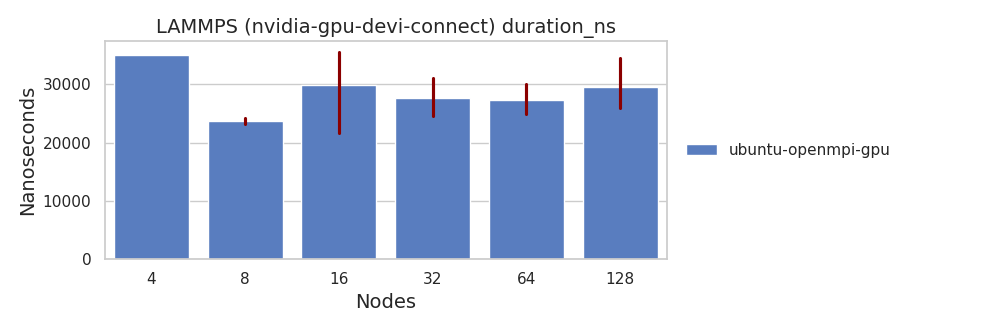 LAMMPS (nvidia-gpu-devi-connect) duration_ns
Nanoseconds
30000
20000
10000
0
4 8 16 32 64 128
Nodes
ubuntu-openmpi-gpu